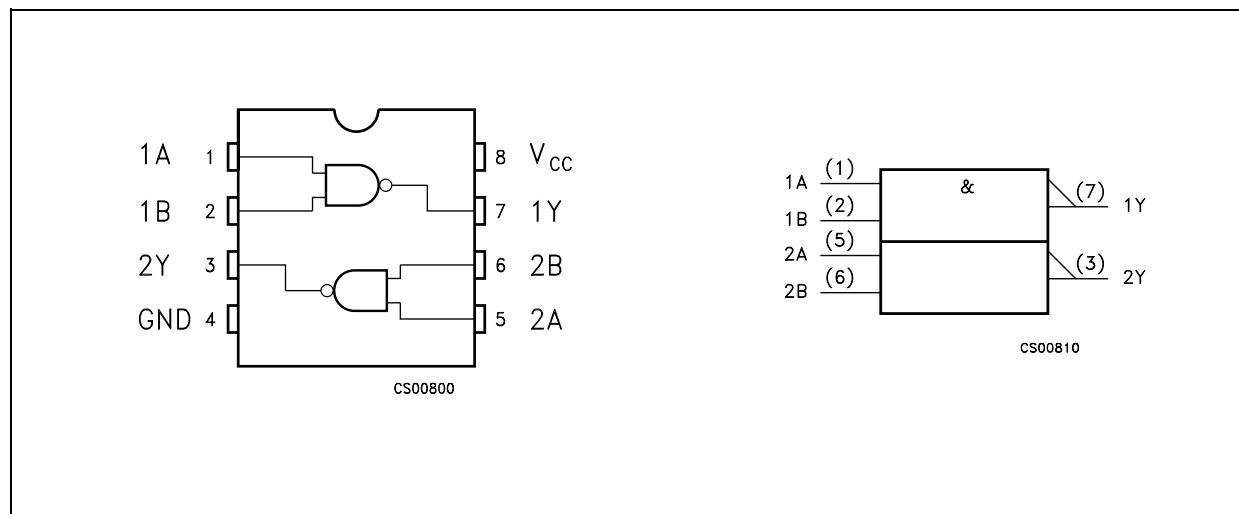 1A 1 8 VCC
1B 2 7 1Y
2Y 3 6 2B
GND 4 5 2A
CS00800
&
1A (1) (7) 1Y
1B (2)
2A (5) (3) 2Y
2B (6)
CS00810